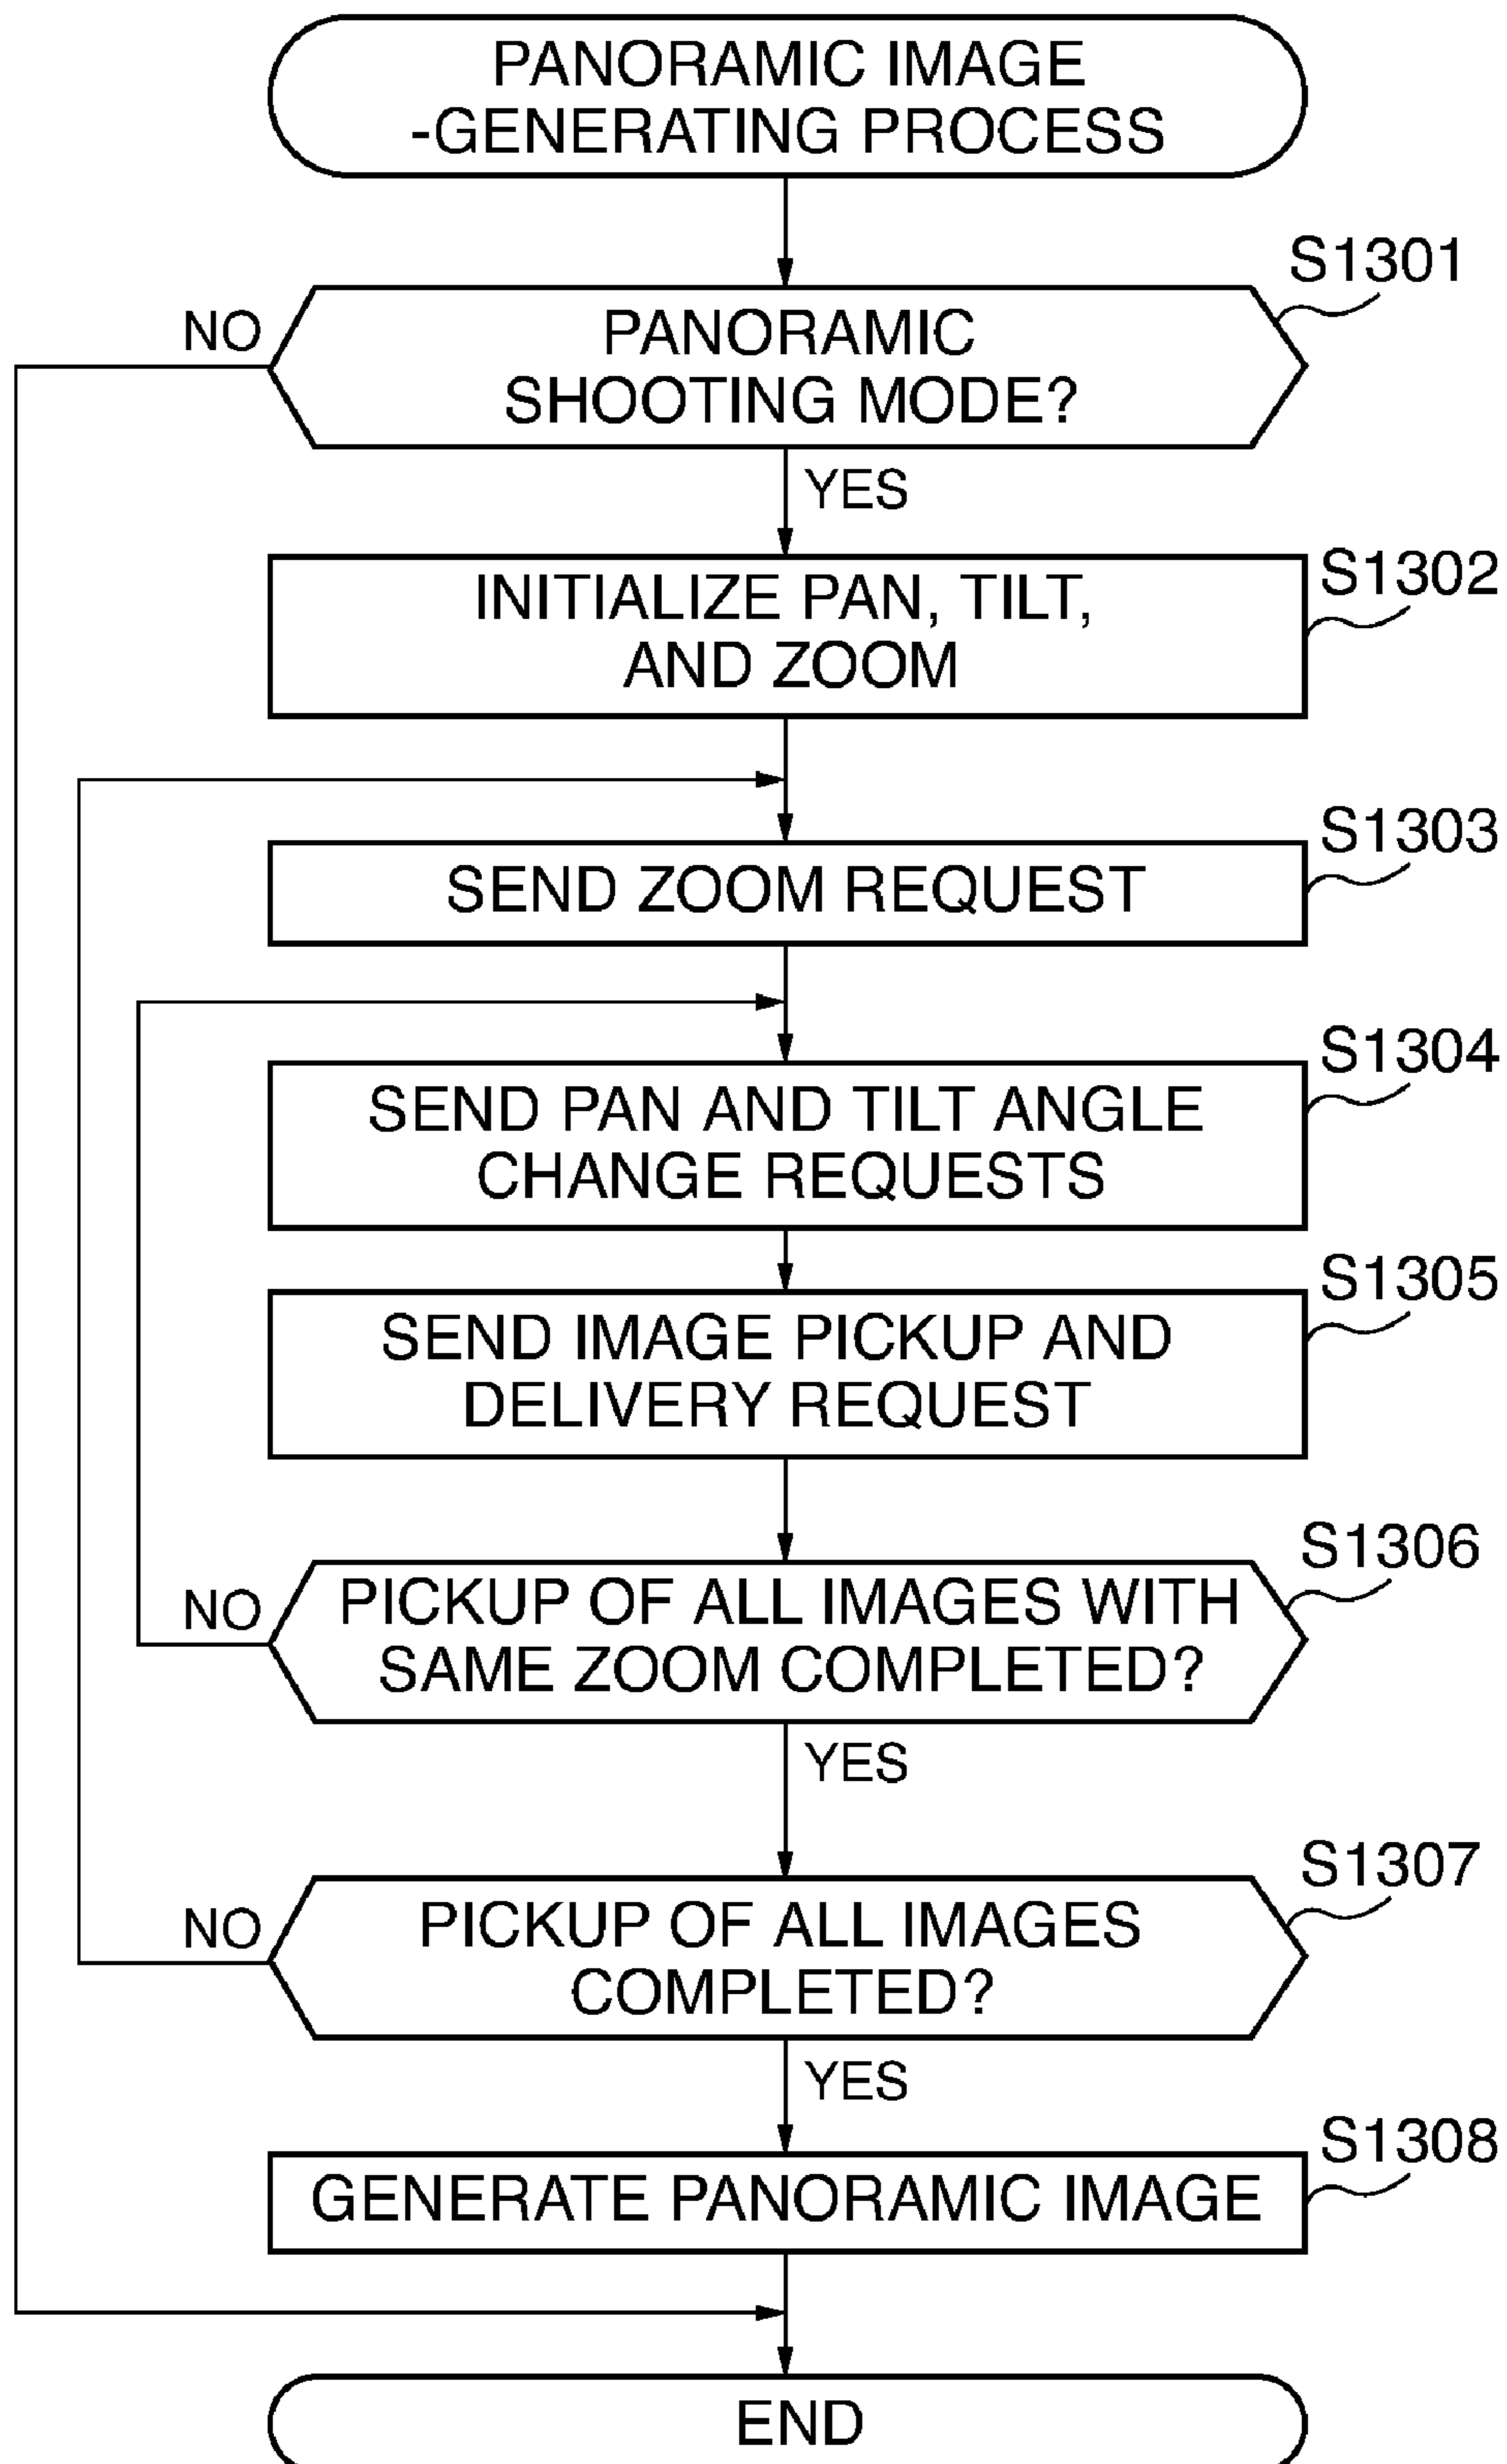 PANORAMIC IMAGE
-GENERATING PROCESS
S1301
NO
PANORAMIC
SHOOTING MODE?
YES
S1302
INITIALIZE PAN, TILT,
AND ZOOM
S1303
SEND ZOOM REQUEST
S1304
SEND PAN AND TILT ANGLE
CHANGE REQUESTS
S1305
SEND IMAGE PICKUP AND
DELIVERY REQUEST
S1306
NO
PICKUP OF ALL IMAGES WITH
SAME ZOOM COMPLETED?
YES
S1307
NO
PICKUP OF ALL IMAGES
COMPLETED?
YES
S1308
GENERATE PANORAMIC IMAGE
END